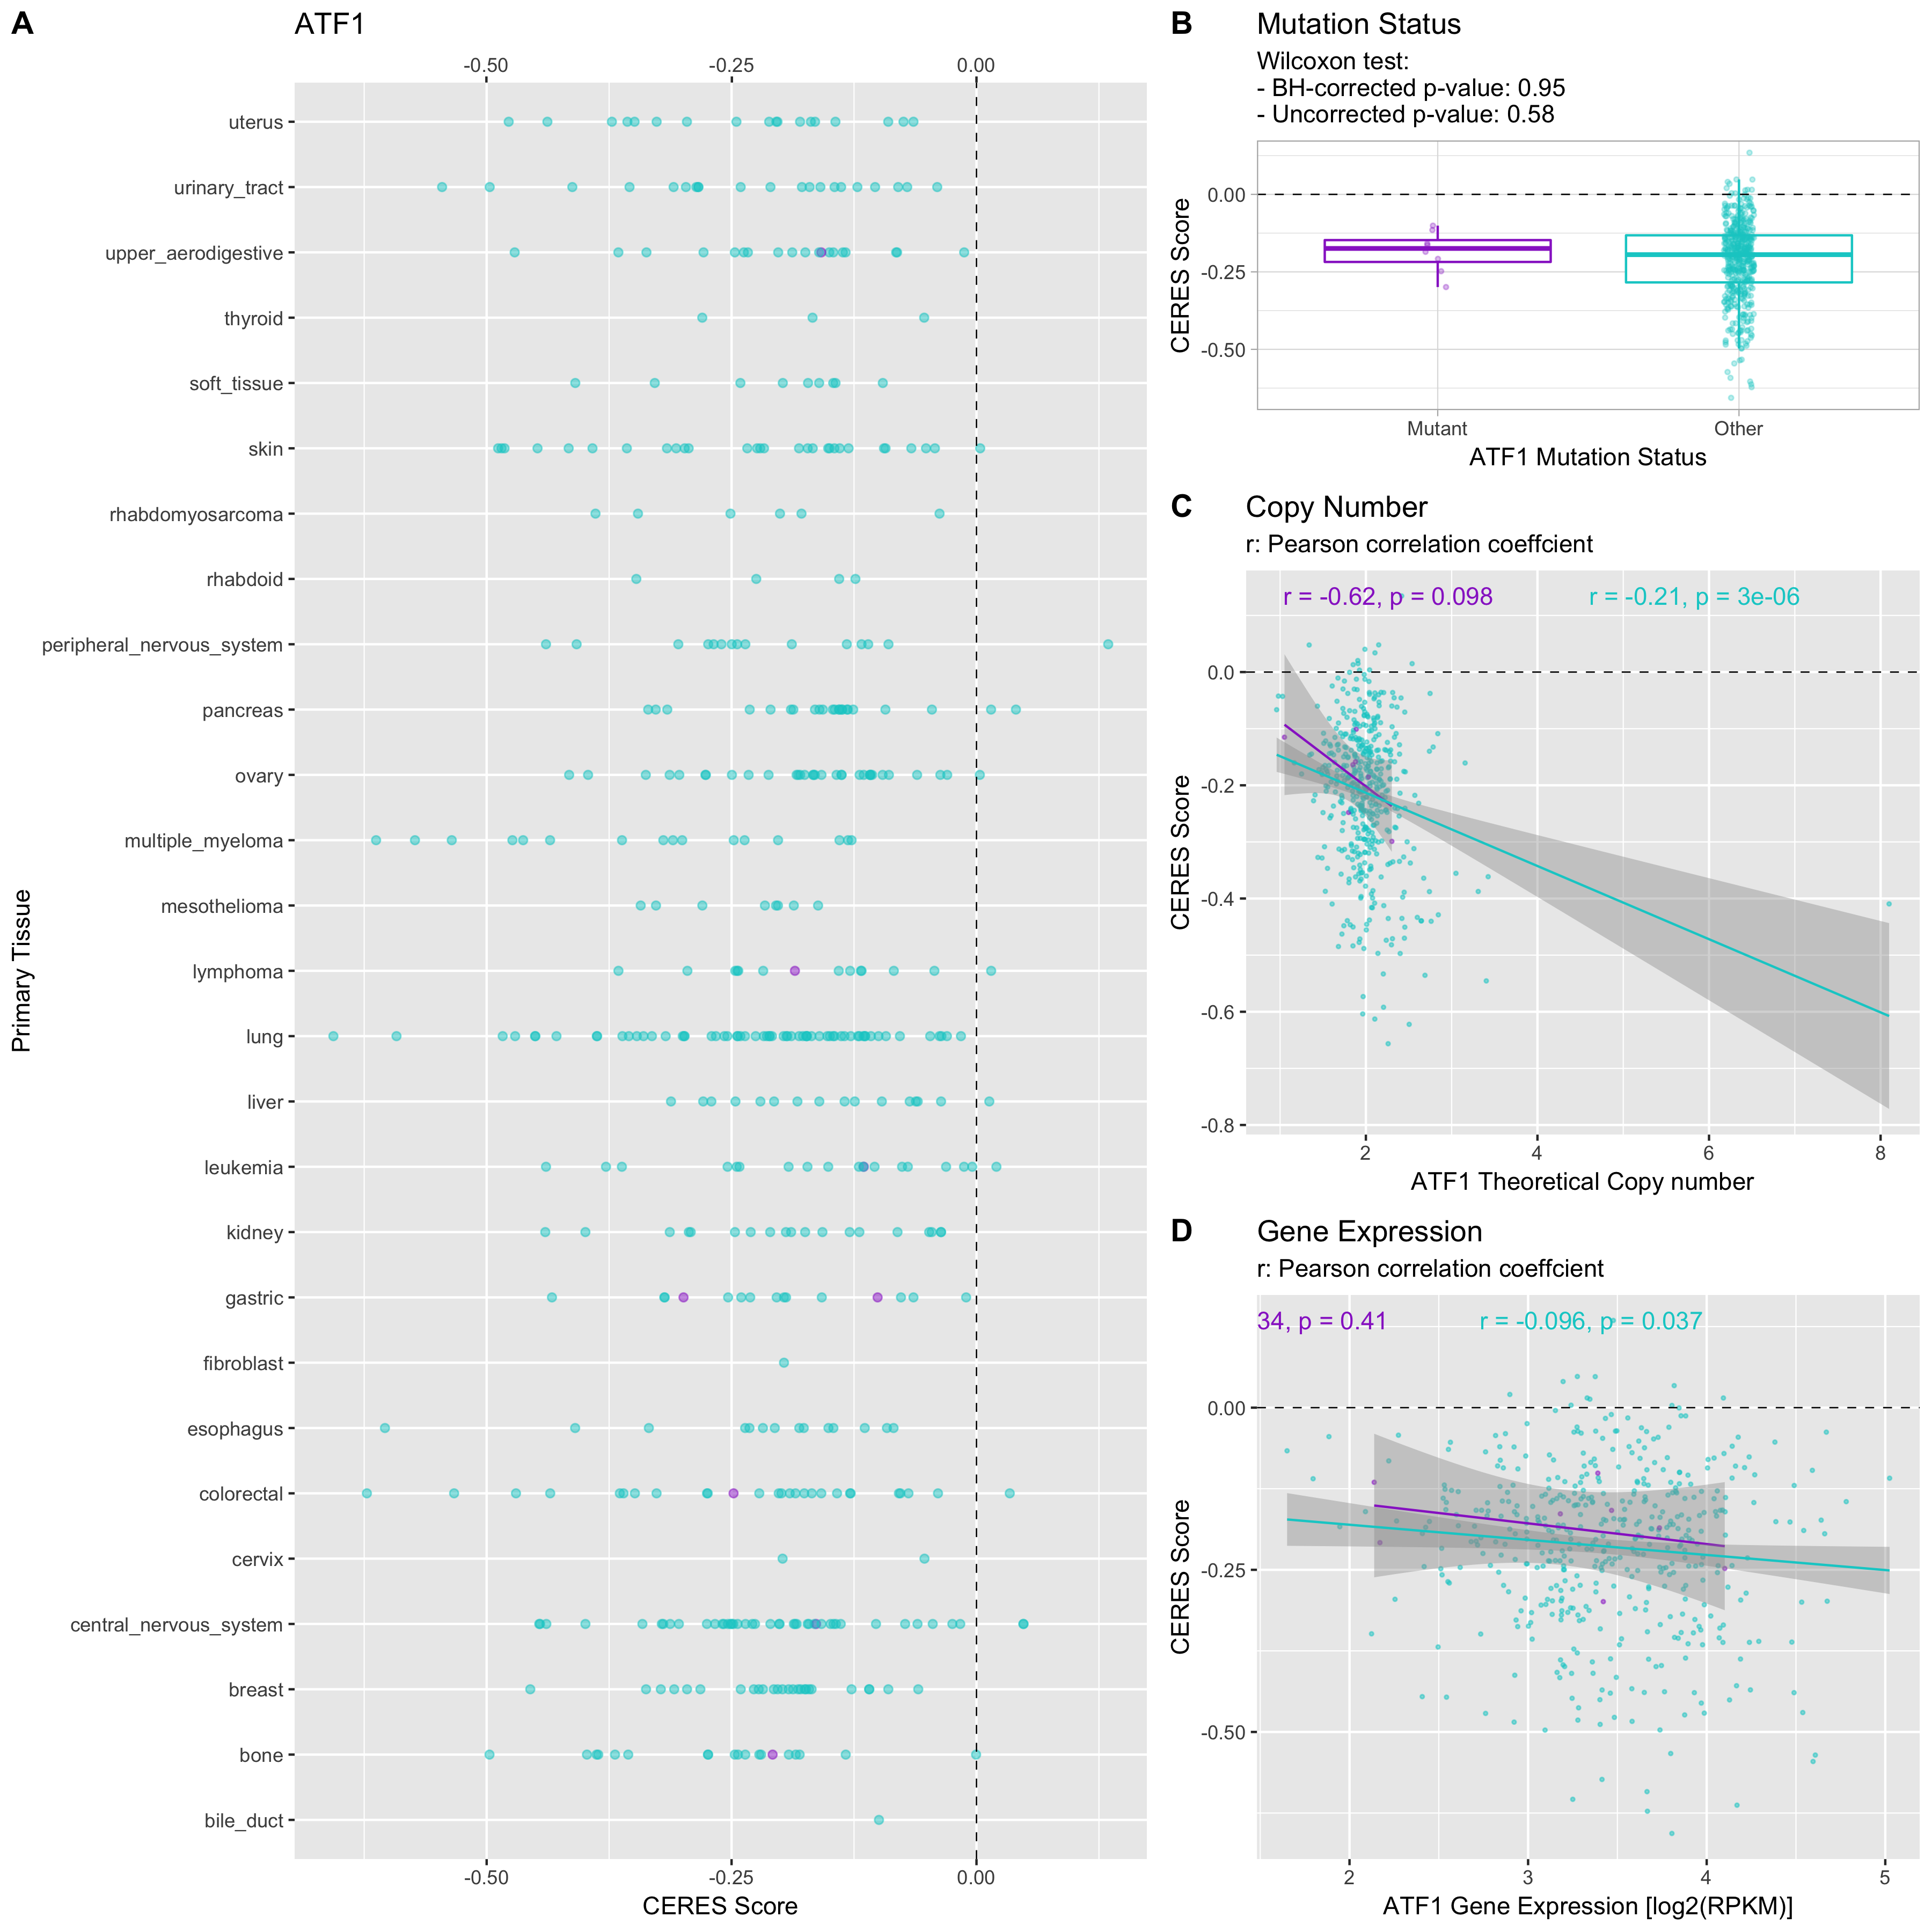 A
ATF1
-0.50 -0.25 0.00
uterus
urinary_tract
upper_aerodigestive
thyroid
soft_tissue
skin
rhabdomyosarcoma
rhabdoid
peripheral_nervous_system
pancreas
ovary
multiple_myeloma
mesothelioma
lymphoma
lung
liver
leukemia
kidney
gastric
fibroblast
esophagus
colorectal
cervix
central_nervous_system
breast
bone
bile_duct
Primary Tissue
-0.50 -0.25 0.00
CERES Score
B
Mutation Status
Wilcoxon test:
- BH-corrected p-value: 0.95
- Uncorrected p-value: 0.58
0.00
-0.25
-0.50
CERES Score
Mutant Other
ATF1 Mutation Status
C
Copy Number
r: Pearson correlation coeffcient
r = -0.62, p = 0.098 r = -0.21, p = 3e-06
0.0
-0.2
-0.4
-0.6
-0.8
CERES Score
2 4 6 8
ATF1 Theoretical Copy number
D
Gene Expression
r: Pearson correlation coeffcient
34, p = 0.41 r = -0.096, p = 0.037
0.00
-0.25
-0.50
CERES Score
2 3 4 5
ATF1 Gene Expression [log2(RPKM)]